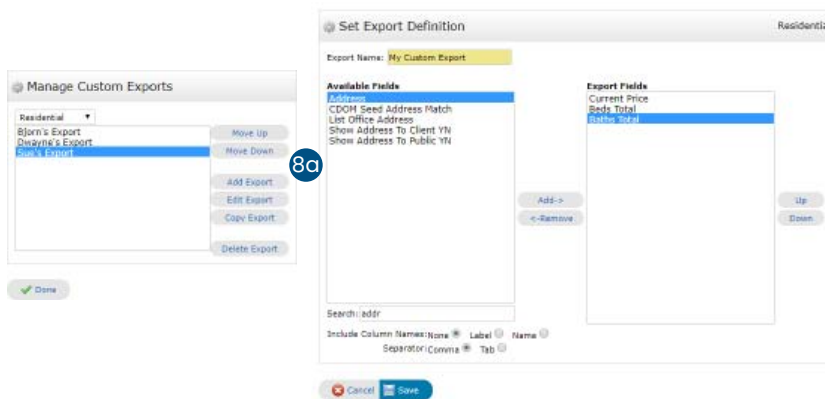 Manage Custom Exports
Residential
Bjorn's Export
Dwayne's Export
Sue's Export
Move Up
Move Down
Add Export
Edit Export
Copy Export
Delete Export
Done
8a
Set Export Definition
Residentia
Export Name: My Custom Export
Available Fields
Address
CDOM Seed Address Match
List Office Address
Show Address To Client YN
Show Address To Public YN
Add->
<-Remove
Export Fields
Current Price
Beds Total
Baths Total
Up
Down
Search: addr
Include Column Names: None Label Name
Separator: Comma Tab
Cancel Save